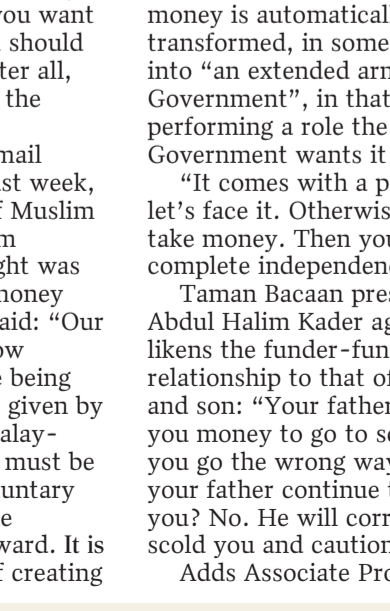 you want
should
ter all,
the
mail
st week,
f Muslim
m
ght was
money
aid: “Our
ow
being
given by
alay-
must be
untary
e
ward. It is
f creating
money is automaticall
transformed, in some
into “an extended arm
Government”, in that
performing a role the
Government wants it
“It comes with a p
let’s face it. Otherwis
take money. Then you
complete independenc
Taman Bacaan pres
Abdul Halim Kader ag
likens the funder-fun
relationship to that of
and son: “Your father
you money to go to sc
you go the wrong way
your father continue t
you? No. He will corr
scold you and caution
Adds Associate Pro